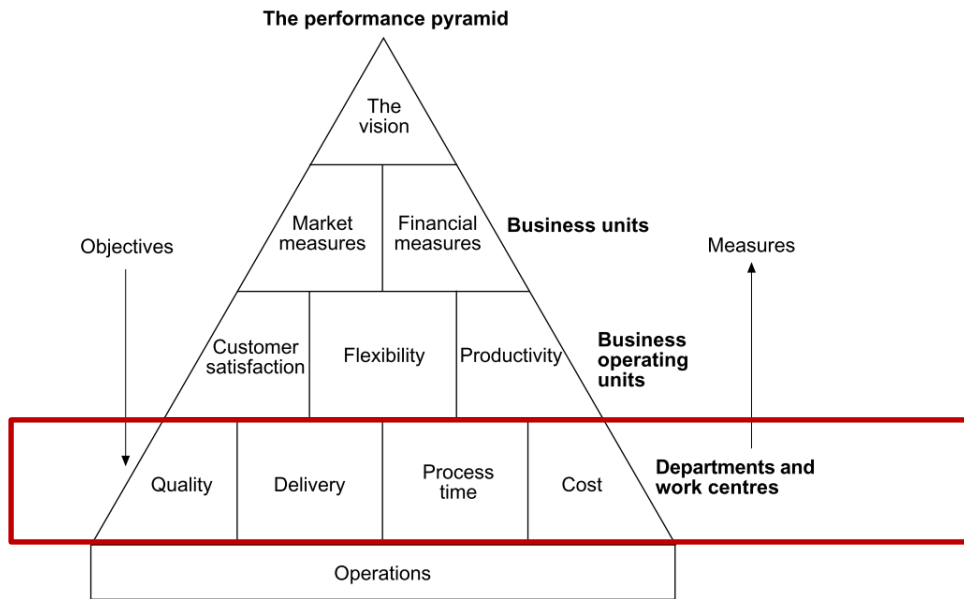 The performance pyramid
The
vision
Market
measures
Financial
measures
Business units
Objectives
Measures
Customer
satisfaction
Flexibility
Productivity
Business
operating
units
Quality
Delivery
Process
time
Cost
Departments and
work centres
Operations